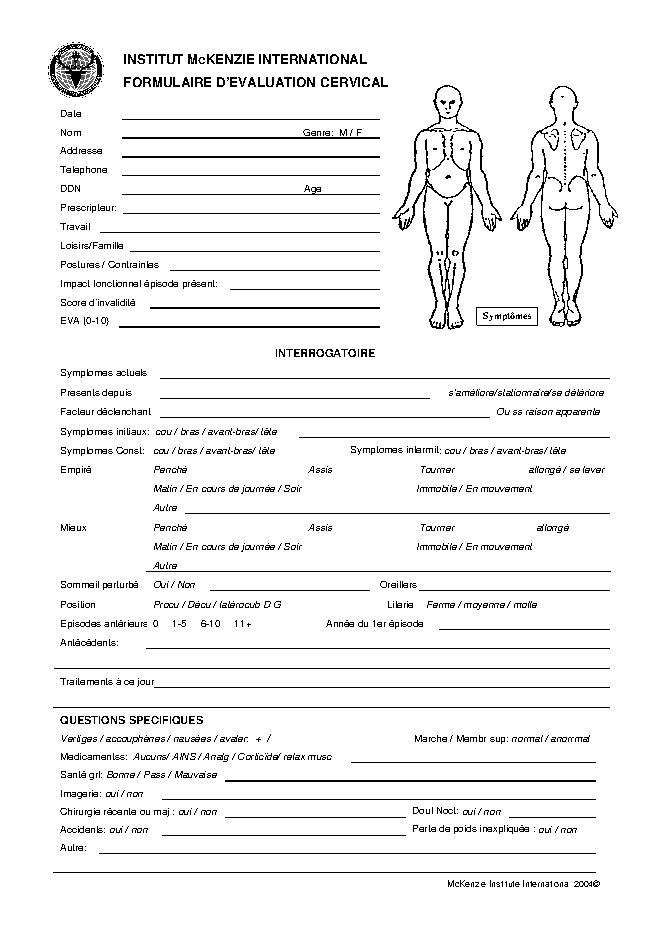 INSTITUT McKENZIE INTERNATIONAL
FORMULAIRE D'EVALUATION CERVICAL
Date
Nom Genre: M / F
Addresse
Telephone
DDN Age
Prescripteur:
Travail
Loisirs/Famille
Postures / Contraintes
Impact fonctionnel épisode présent:
Score d'invalidité
EVA (0-10)
Symptômes
INTERROGATOIRE
Symptomes actuels
Presents depuis s'améliore/stationnaire/se détériore
Facteur déclenchant Ou ss raison apparente
Symptomes initiaux: cou / bras / avant-bras/ tête
Symptomes Const: cou / bras / avant-bras/ tête Symptomes intermit: cou / bras / avant-bras/ tête
Empiré Penché Assis Tourner allongé / se lever
Matin / En cours de journée / Soir Immobile / En mouvement
Autre
Mieux Penché Assis Tourner allongé
Matin / En cours de journée / Soir Immobile / En mouvement
Autre
Sommeil perturbé Oui / Non Oreillers
Position Procu / Décu / latérocub D G Literie Ferme / moyenne / molle
Episodes antérieurs 0 1-5 6-10 11+ Année du 1er épisode
Antécédents:
Traitements à ce jour
QUESTIONS SPECIFIQUES
Vertiges / accouphènes / nausées / avaler: + / Marche / Membr sup: normal / anormal
Medicamentss: Aucuns/ AINS / Analg / Corticïde/ relax musc
Santé grl: Bonne / Pass / Mauvaise
Imagerie: oui / non
Chirurgie récente ou maj : oui / non Doul Noct: oui / non
Accidents: oui / non Perte de poids inexpliquée : oui / non
Autre:
McKenzie Institute International 2004©